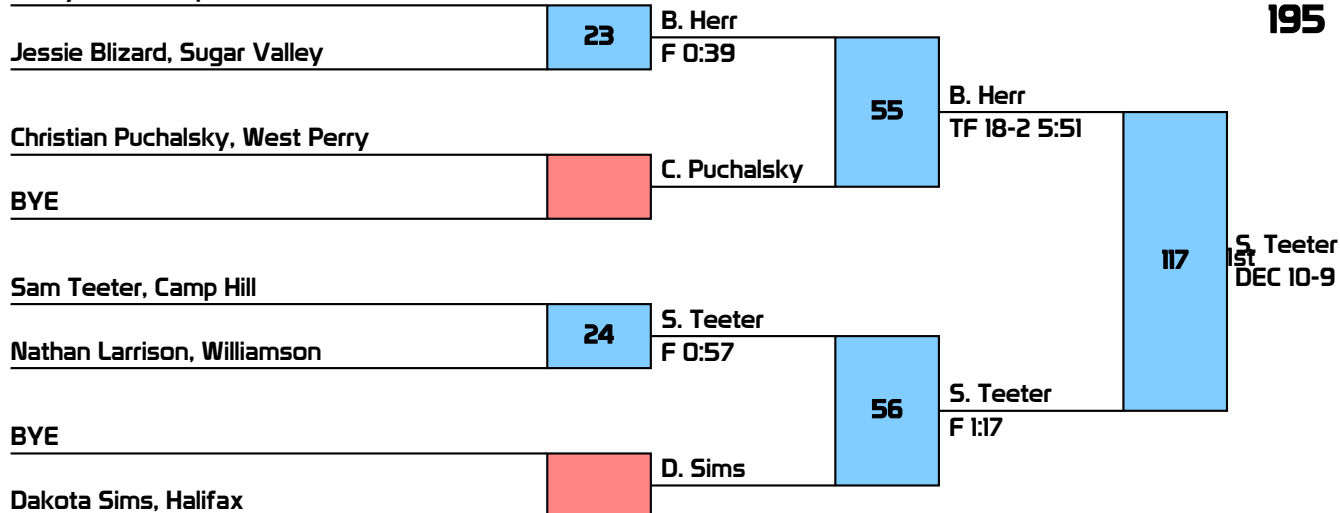 195
23
B. Herr
F 0:39
Jessie Blizard, Sugar Valley
55
B. Herr
TF 18-2 5:51
Christian Puchalsky, West Perry
C. Puchalsky
BYE
117
1st
S. Teeter
DEC 10-9
Sam Teeter, Camp Hill
24
S. Teeter
F 0:57
Nathan Larrison, Williamson
56
S. Teeter
F 1:17
BYE
D. Sims
Dakota Sims, Halifax